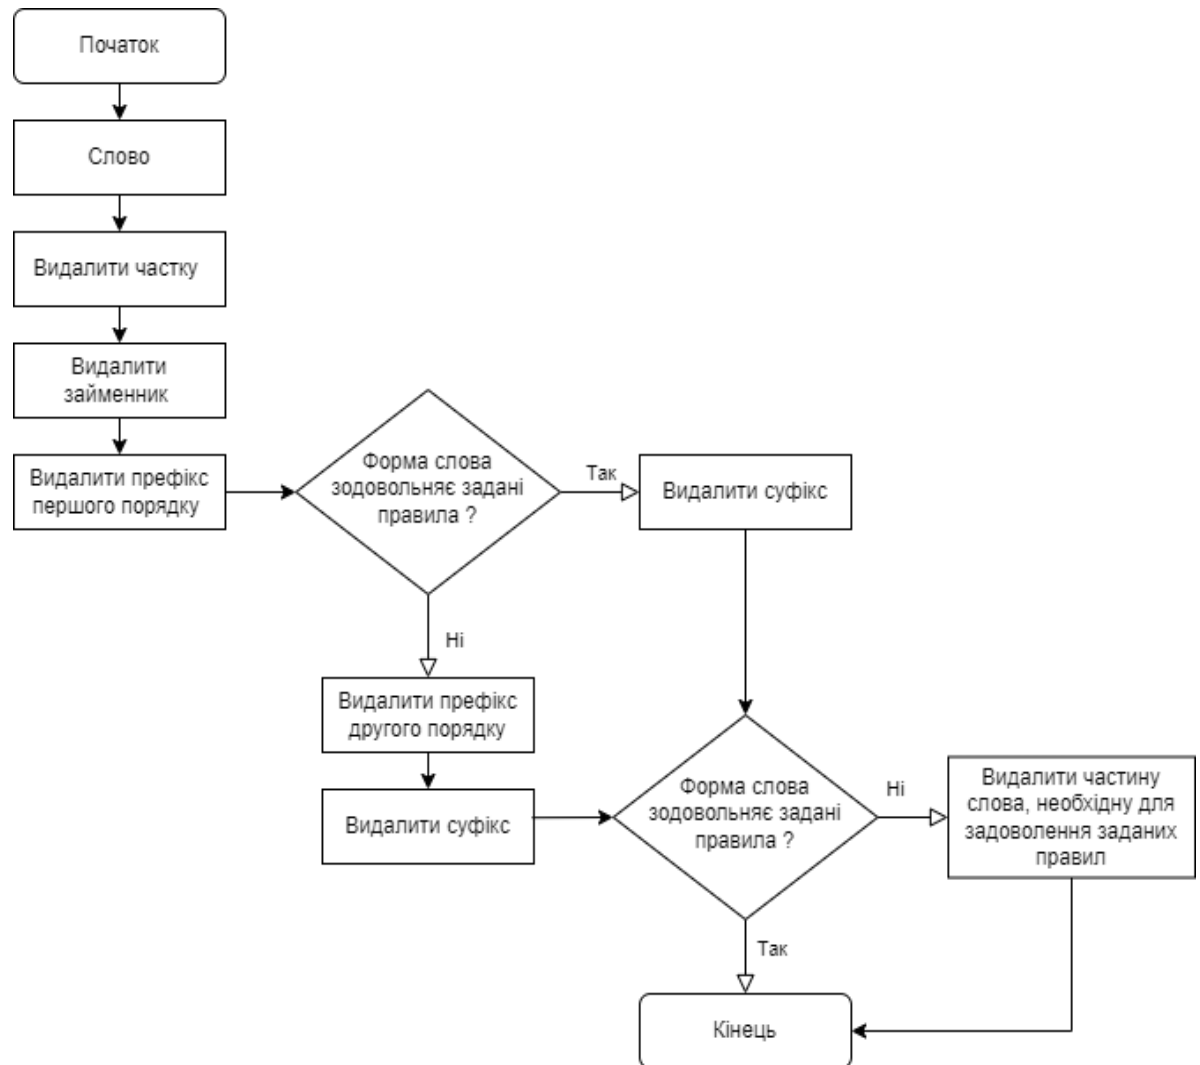 Початок
Слово
Видалити частку
Видалити
займенник
Видалити префікс
першого порядку
Форма слова
зодовольняє задані
правила ?
Так
Видалити суфікс
Ні
Видалити префікс
другого порядку
Видалити суфікс
Форма слова
зодовольняє задані
правила ?
Ні
Видалити частину
слова, необхідну для
задоволення заданих
правил
Так
Кінець